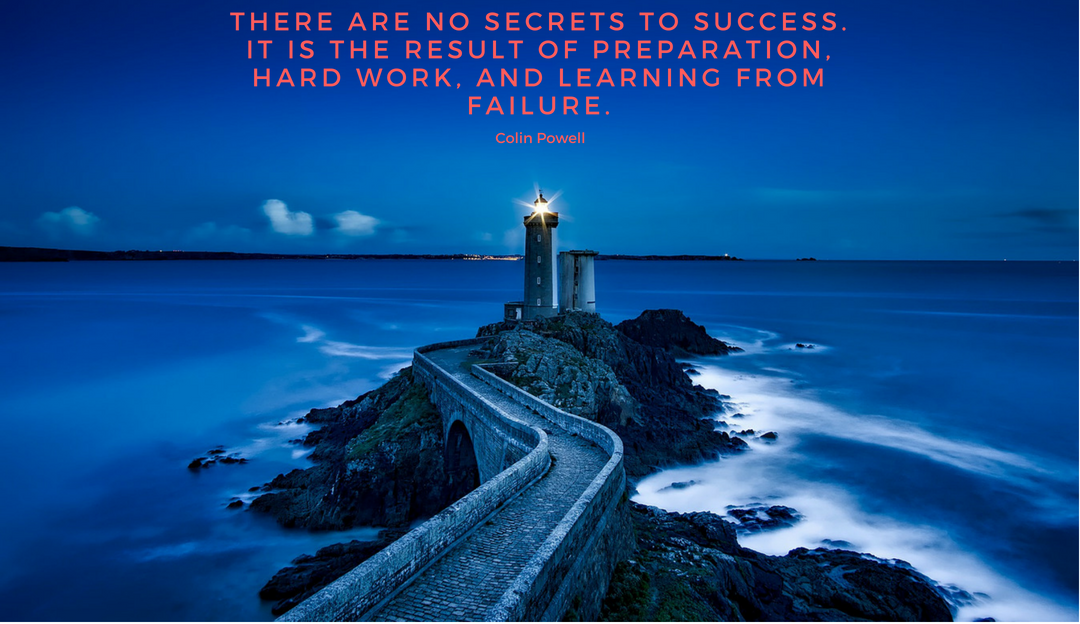 THERE ARE NO SECRETS TO SUCCESS.
IT IS THE RESULT OF PREPARATION,
HARD WORK, AND LEARNING FROM
FAILURE.
Colin Powell